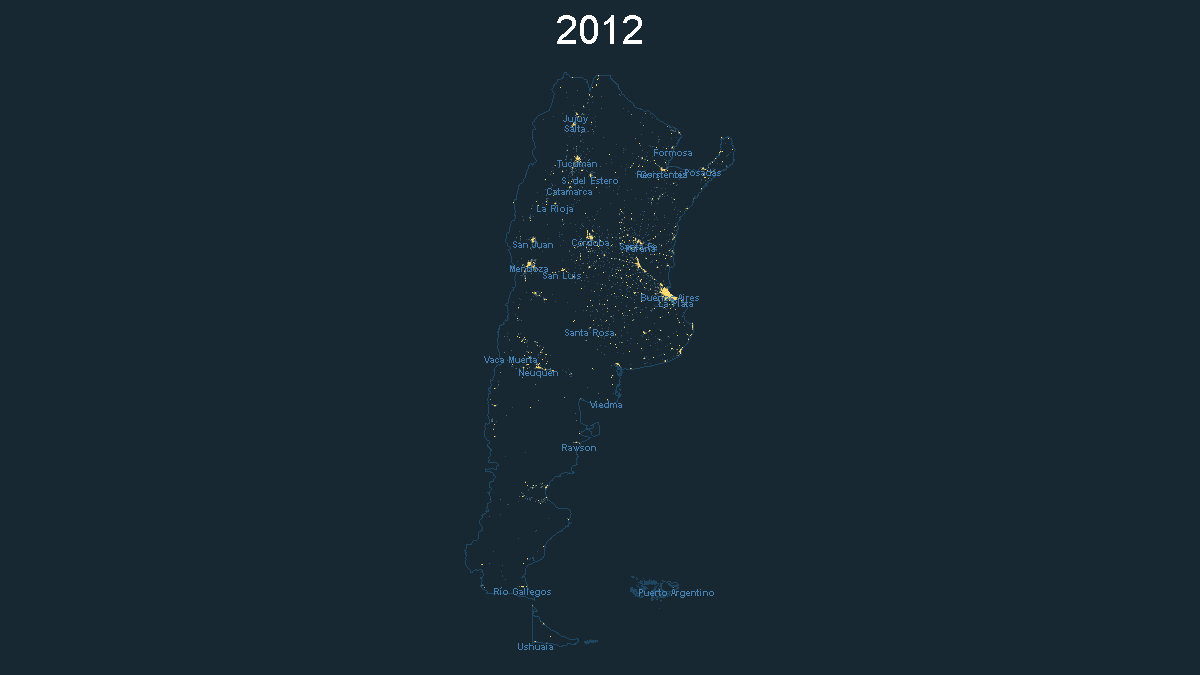 2012
Jujuy
Salta
Formosa
Tucumán
Corrientes
Posadas
S. del Estero
Catamarca
La Rioja
San Juan
Córdoba
Santa Fe
Paraná
Mendoza
San Luis
Buenos Aires
La Plata
Santa Rosa
Vaca Muerta
Neuquén
Viedma
Rawson
Río Gallegos
Puerto Argentino
Ushuaia